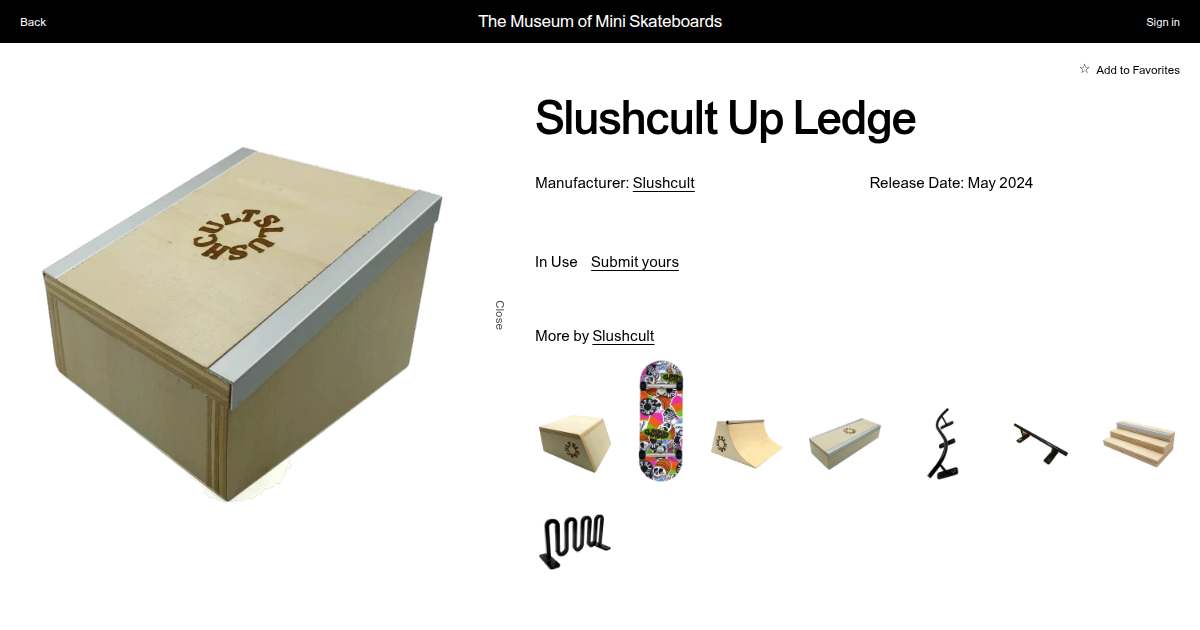 Back
The Museum of Mini Skateboards
Sign in
☆ Add to Favorites
Slushcult Up Ledge
Manufacturer: Slushcult
Release Date: May 2024
In Use Submit yours
Close
More by Slushcult
SLUSHCULT